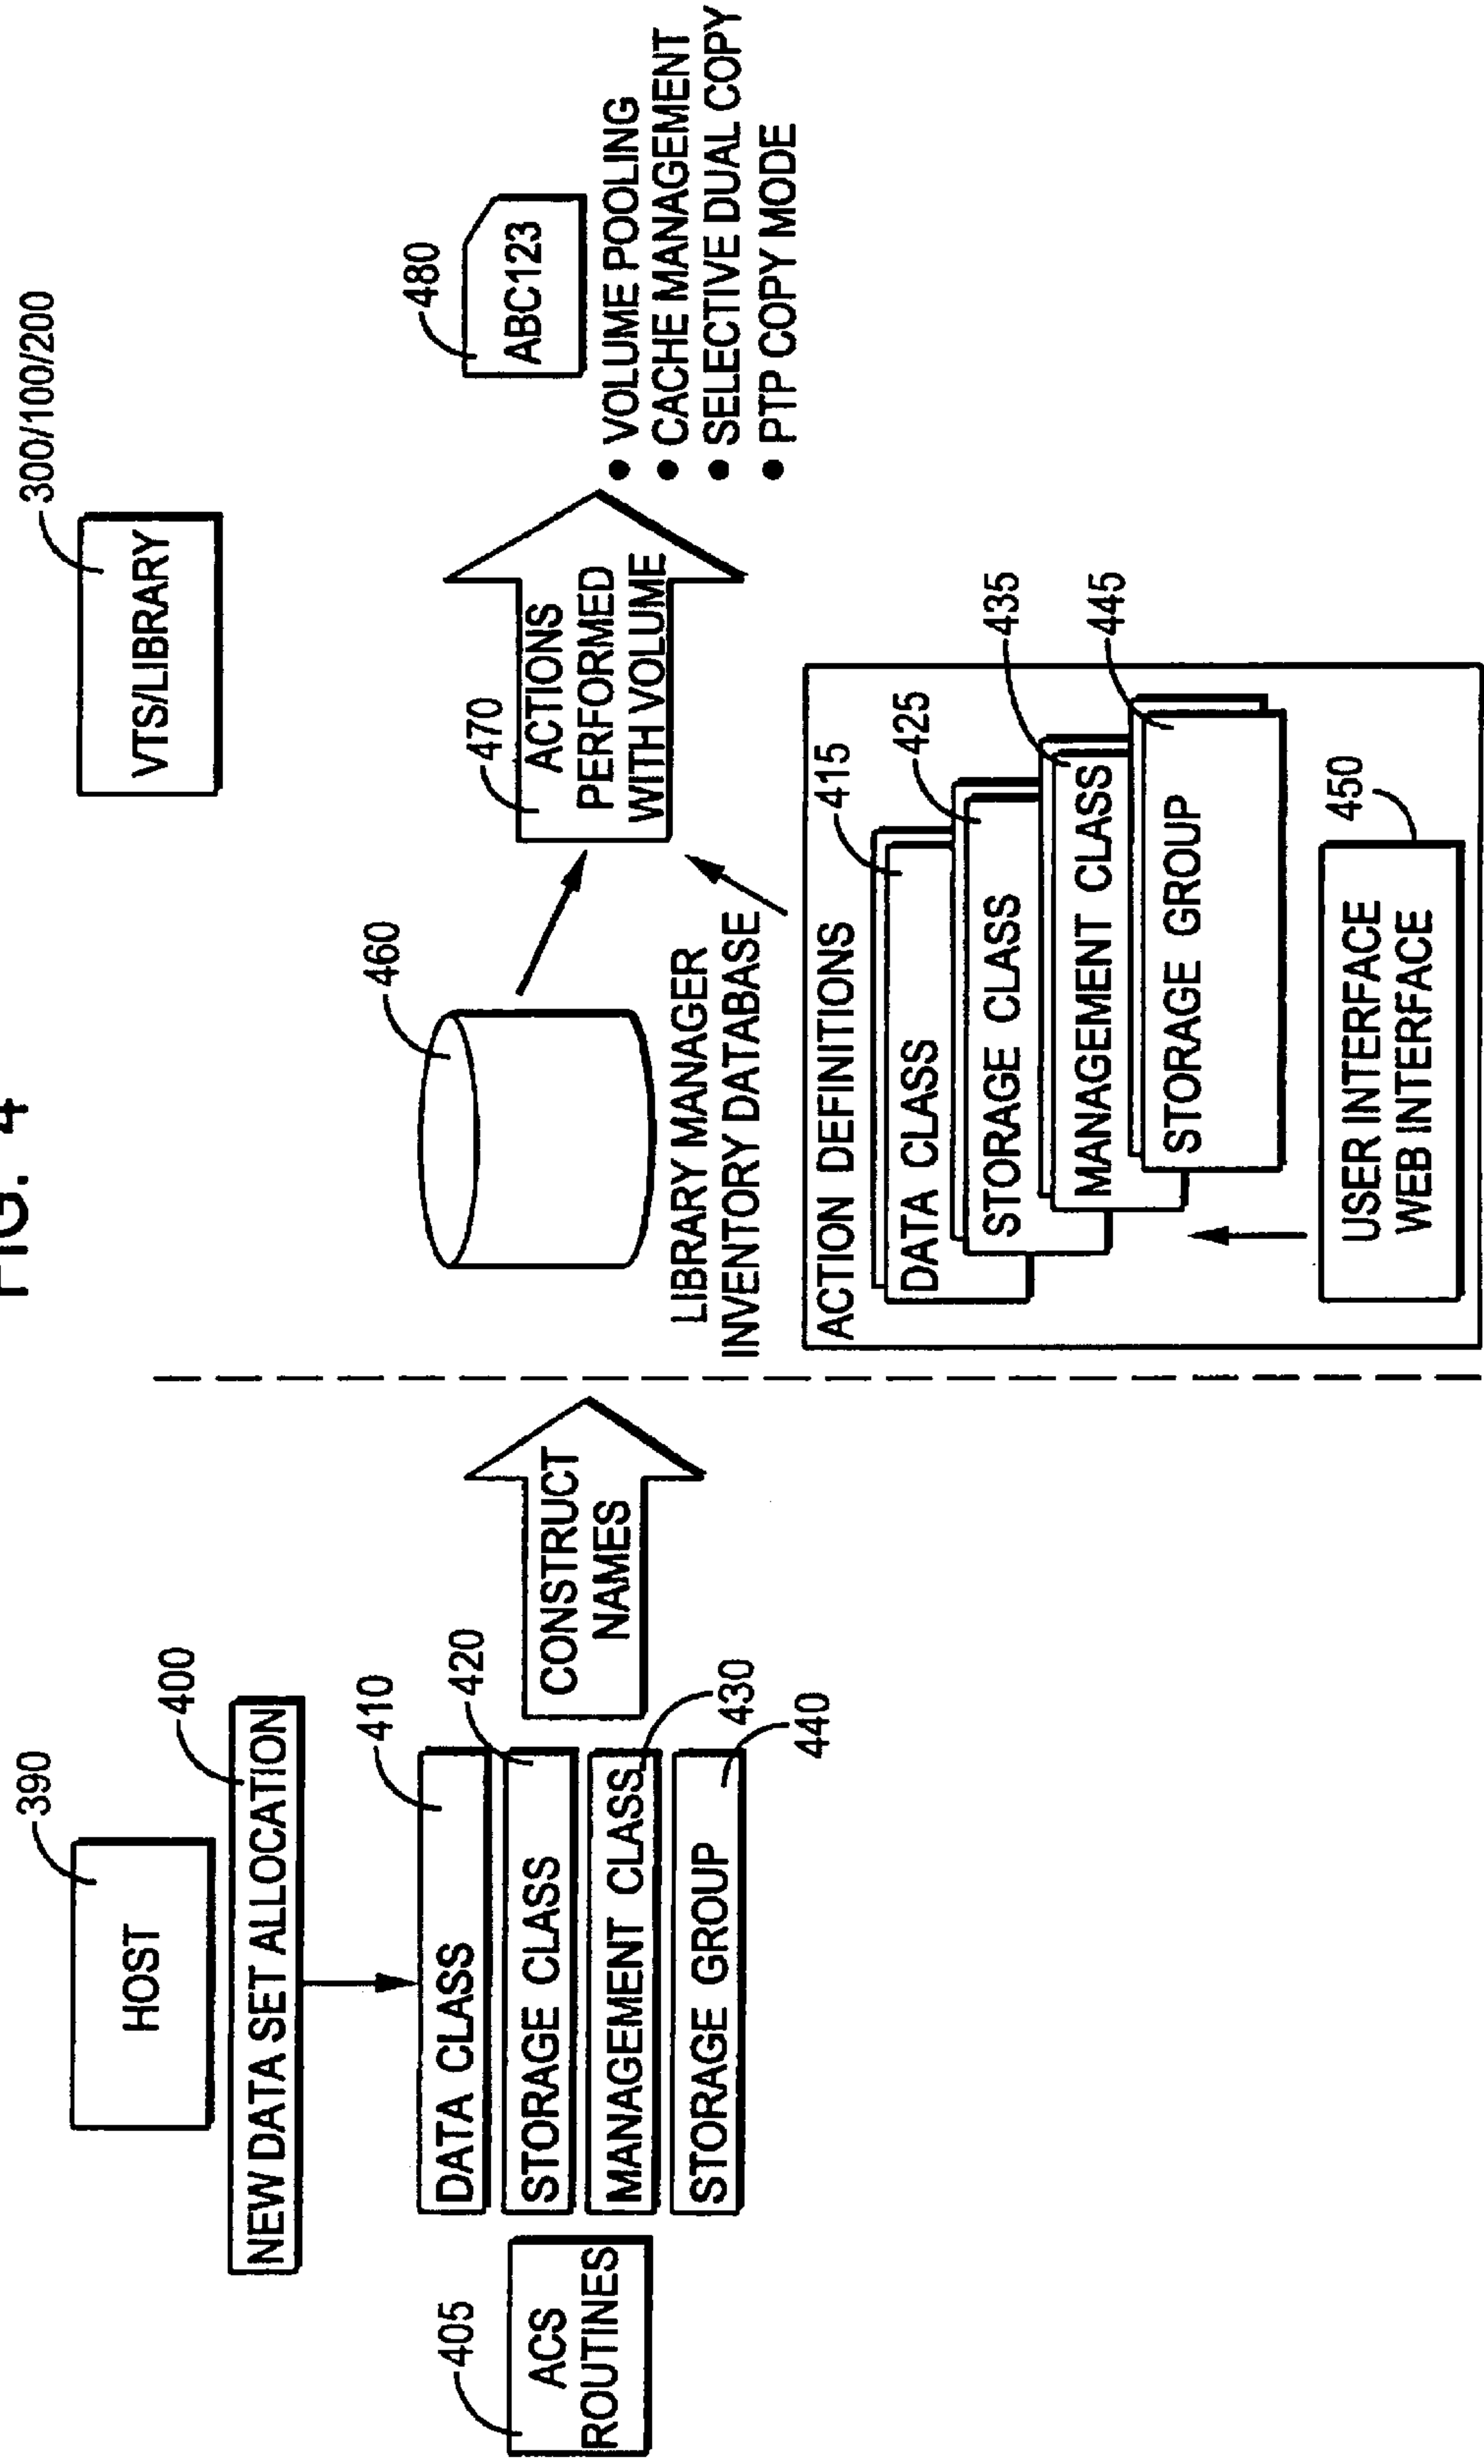 FIG. 4
390
HOST
400
NEW DATA SET ALLOCATION
405
ACS
ROUTINES
410
DATA CLASS
420
STORAGE CLASS
MANAGEMENT CLASS
430
STORAGE GROUP
440
CONSTRUCT
NAMES
300/100/200
VTS/LIBRARY
460
LIBRARY MANAGER
INVENTORY DATABASE
470
ACTIONS
PERFORMED
WITH VOLUME
480
ABC123
• VOLUME POOLING
• CACHE MANAGEMENT
• SELECTIVE DUAL COPY
• PTP COPY MODE
ACTION DEFINITIONS
415
DATA CLASS
425
STORAGE CLASS
435
MANAGEMENT CLASS
445
STORAGE GROUP
450
USER INTERFACE
WEB INTERFACE